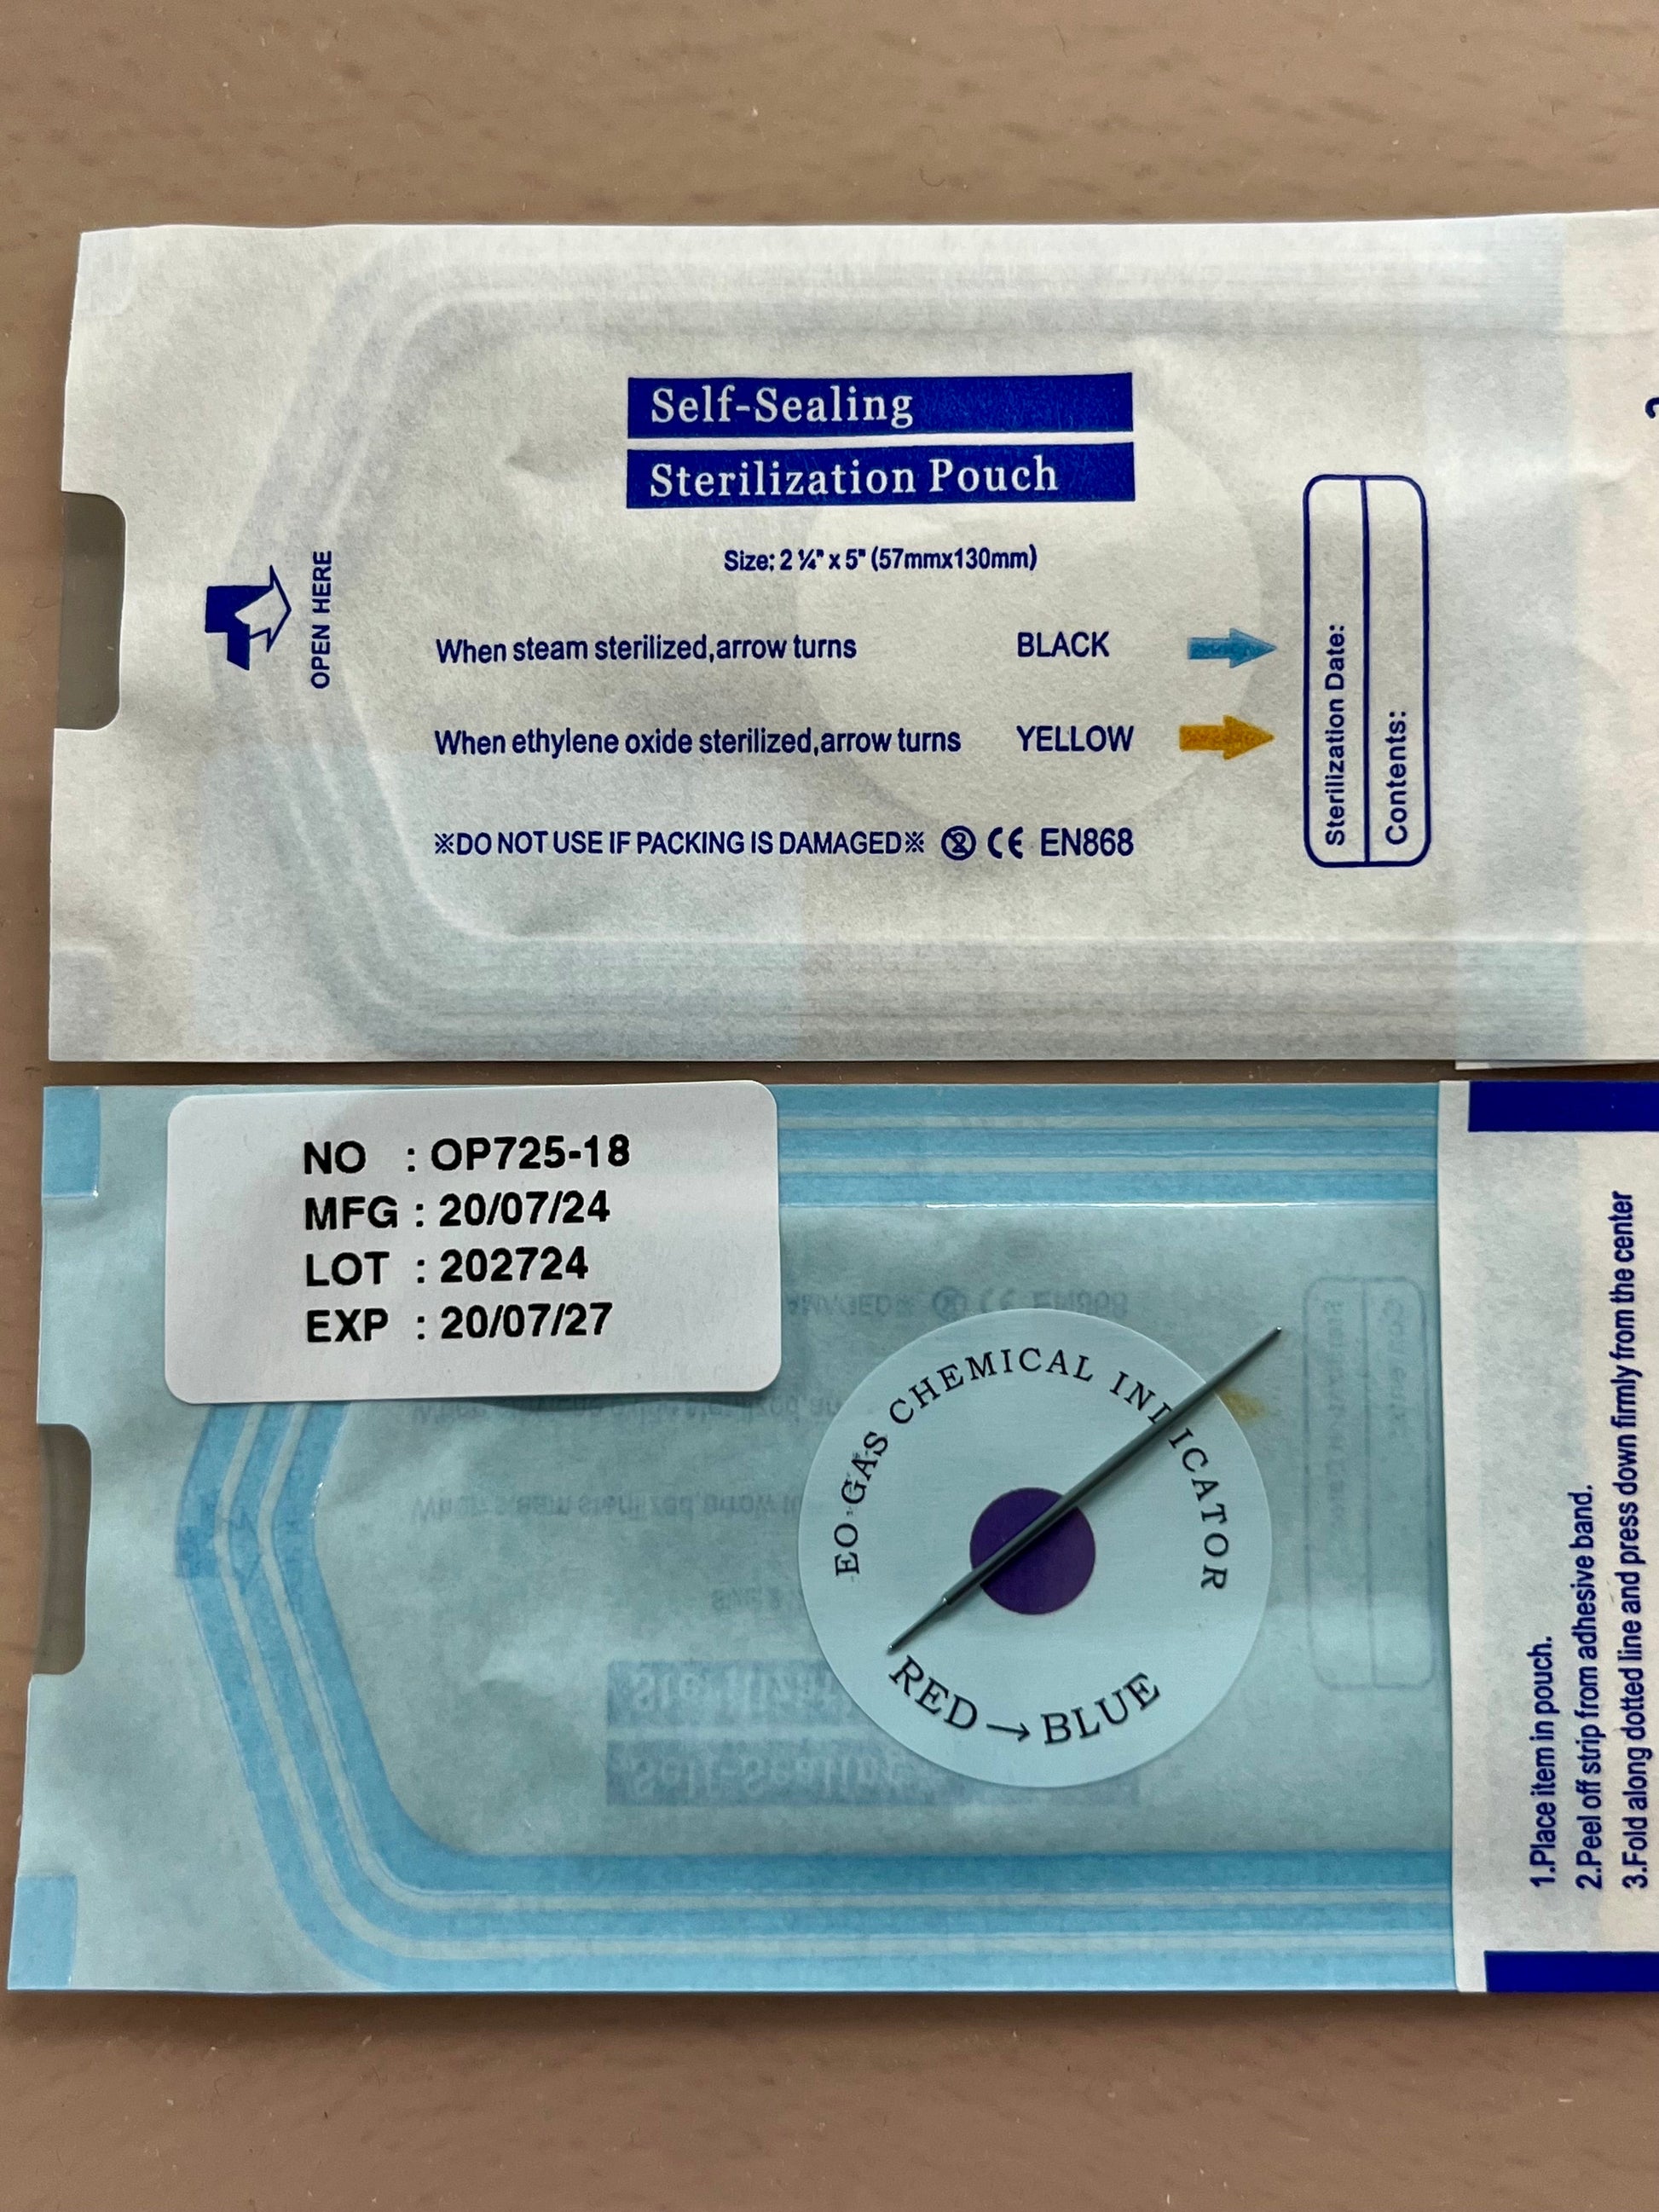 Self-Sealing
Sterilization Pouch
Size: 2 ¼" x 5" (57mmx130mm)
OPEN HERE
When steam sterilized,arrow turns BLACK
When ethylene oxide sterilized,arrow turns YELLOW
※DO NOT USE IF PACKING IS DAMAGED※ CE EN868
Sterilization Date:
Contents:
NO : OP725-18
MFG : 20/07/24
LOT : 202724
EXP : 20/07/27
EO GAS CHEMICAL INDICATOR
RED → BLUE
1.Place item in pouch.
2.Peel off strip from adhesive band.
3.Fold along dotted line and press down firmly from the center